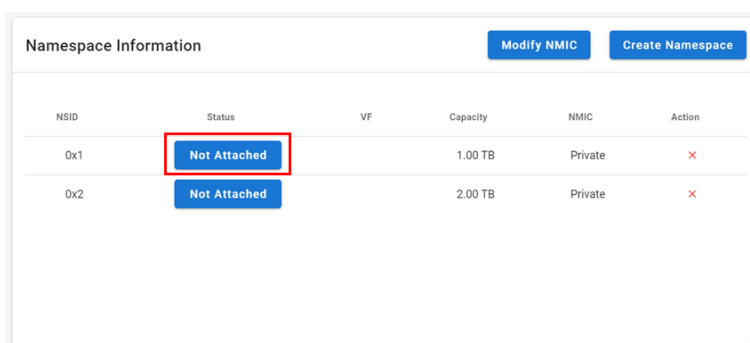 Namespace Information Modify NMIC Create Namespace
NSID Status VF Capacity NMIC Action
0x1 Not Attached 1.00 TB Private ×
0x2 Not Attached 2.00 TB Private ×